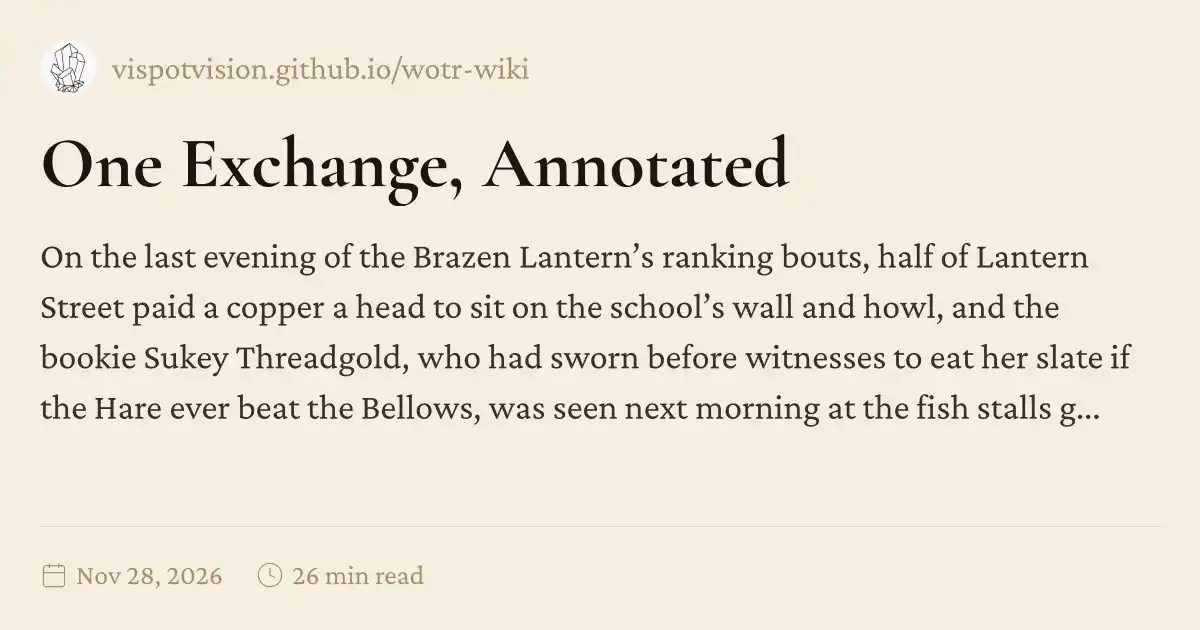 vispotvision.github.io/wotr-wiki
One Exchange, Annotated
On the last evening of the Brazen Lantern’s ranking bouts, half of Lantern
Street paid a copper a head to sit on the school’s wall and howl, and the
bookie Sukey Threadgold, who had sworn before witnesses to eat her slate if
the Hare ever beat the Bellows, was seen next morning at the fish stalls g...
Nov 28, 2026
26 min read